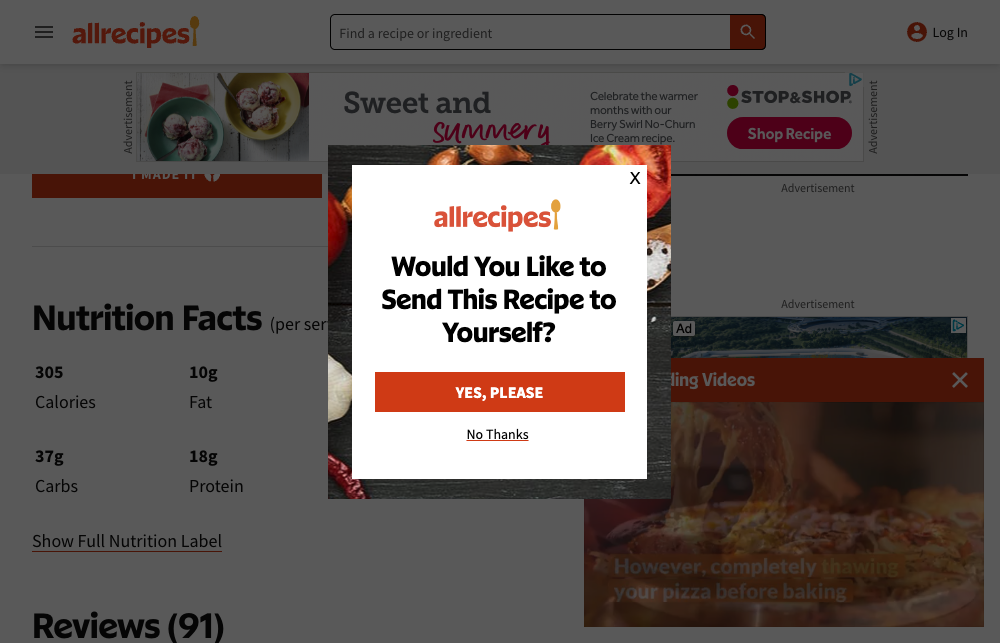 allrecipes
Find a recipe or ingredient
Log In
Advertisement
Sweet and
summery
Celebrate the warmer
months with our
Berry Swirl No-Churn
Ice Cream recipe.
STOP&SHOP.
Shop Recipe
Advertisement
I MADE IT
Advertisement
X
allrecipes
Would You Like to
Send This Recipe to
Yourself?
YES, PLEASE
No Thanks
Nutrition Facts (per ser
305
10g
Calories
Fat
37g
18g
Carbs
Protein
Show Full Nutrition Label
Reviews (91)
Advertisement
Ad
ding Videos
However, completely thawing
your pizza before baking